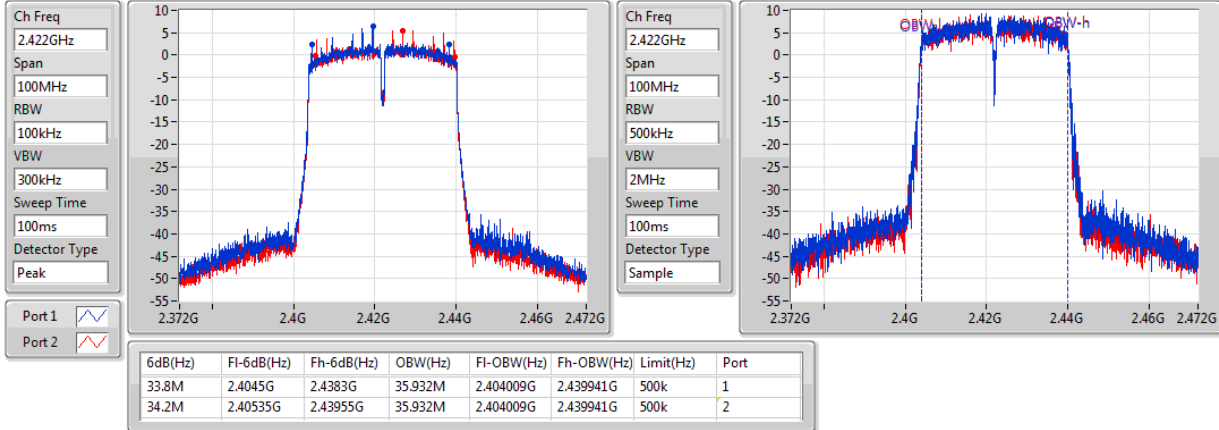 Ch Freq
2.422GHz
Span
100MHz
RBW
100kHz
VBW
300kHz
Sweep Time
100ms
Detector Type
Peak
Port 1
Port 2
10
5
0
-5
-10
-15
-20
-25
-30
-35
-40
-45
-50
-55
2.372G 2.4G 2.42G 2.44G 2.472G
Ch Freq
2.422GHz
Span
100MHz
RBW
500kHz
VBW
2MHz
Sweep Time
100ms
Detector Type
Sample
10
5
0
-5
-10
-15
-20
-25
-30
-35
-40
-45
-50
-55
OBW-h
2.372G 2.4G 2.42G 2.44G 2.46G 2.472G
6dB(Hz) Fl-6dB(Hz) Fh-6dB(Hz) OBW(Hz) Fl-OBW(Hz) Fh-OBW(Hz) Limit(Hz) Port
33.8M 2.4045G 2.4383G 35.932M 2.404009G 2.439941G 500k 1
34.2M 2.40535G 2.43955G 35.932M 2.404009G 2.439941G 500k 2